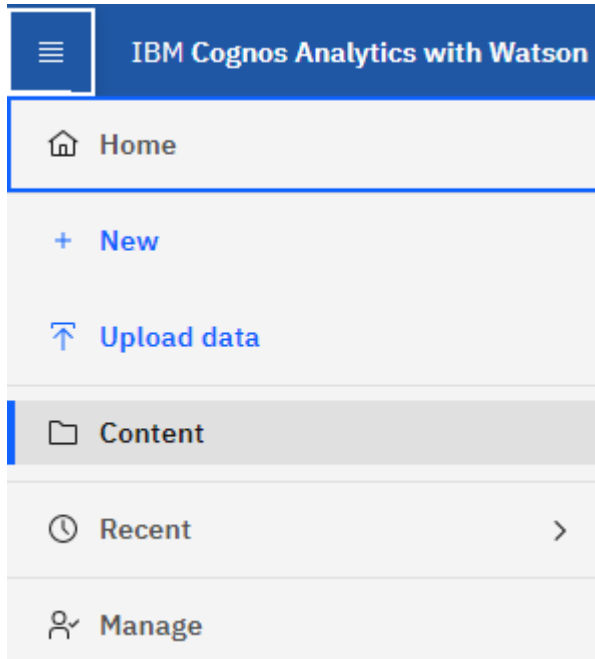 IBM Cognos Analytics with Watson
Home
New
Upload data
Content
Recent
Manage